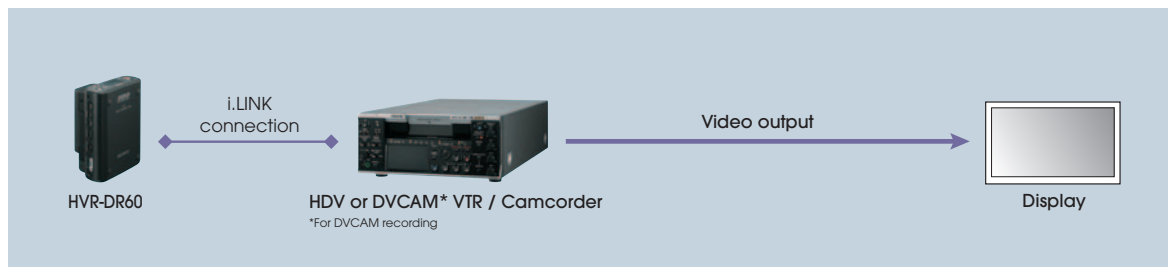 i.LINK
connection
Video output
HVR-DR60
HDV or DVCAM* VTR / Camcorder
*For DVCAM recording
Display